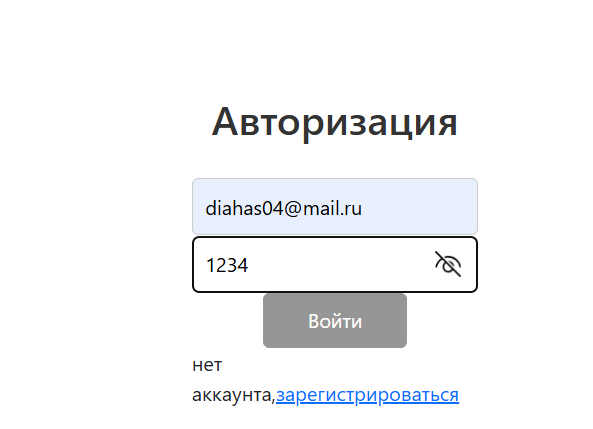 Авторизация
diahas04@mail.ru
1234
Войти
нет
аккаунта,зарегистрироваться